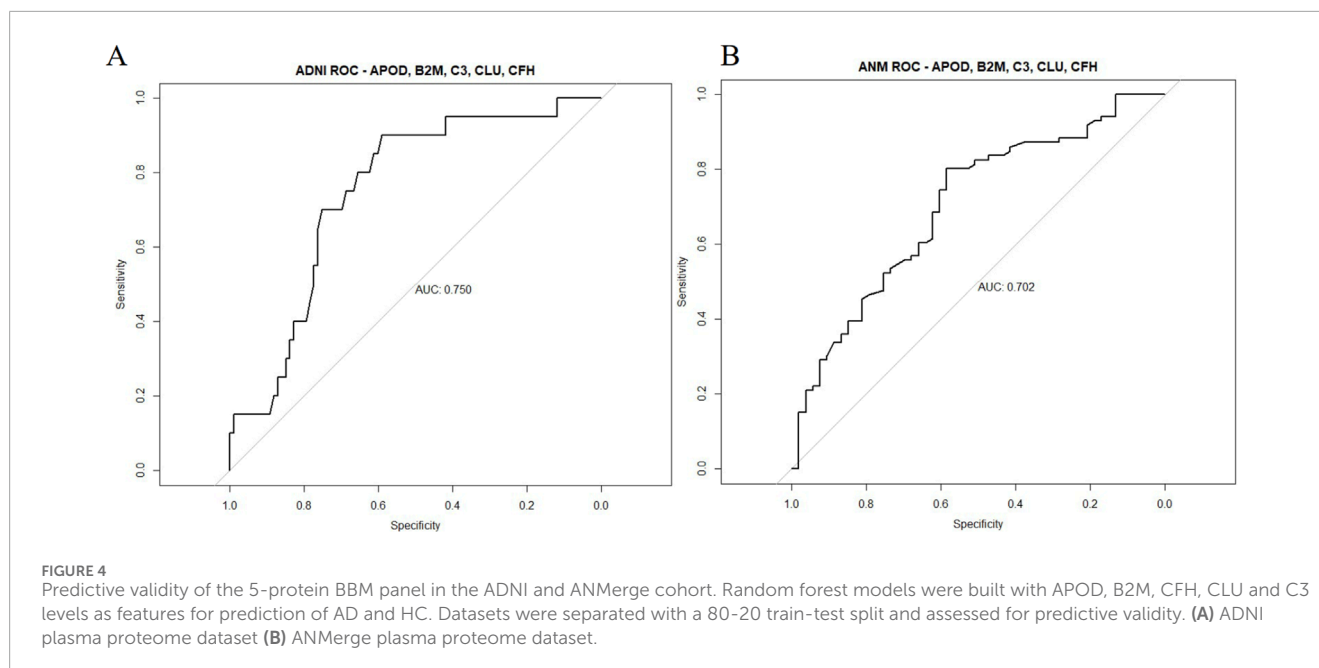 A
ADNI ROC - APOD, B2M, C3, CLU, CFH
Sensitivity
1.0
0.8
0.6
0.4
0.2
0.0
AUC: 0.750
1.0 0.8 0.6 0.4 0.2 0.0
Specificity
B
ANM ROC - APOD, B2M, C3, CLU, CFH
Sensitivity
1.0
0.8
0.6
0.4
0.2
0.0
AUC: 0.702
1.0 0.8 0.6 0.4 0.2 0.0
Specificity
FIGURE 4
Predictive validity of the 5-protein BBM panel in the ADNI and ANMerge cohort. Random forest models were built with APOD, B2M, CFH, CLU and C3
levels as features for prediction of AD and HC. Datasets were separated with a 80-20 train-test split and assessed for predictive validity. (A) ADNI
plasma proteome dataset (B) ANMerge plasma proteome dataset.